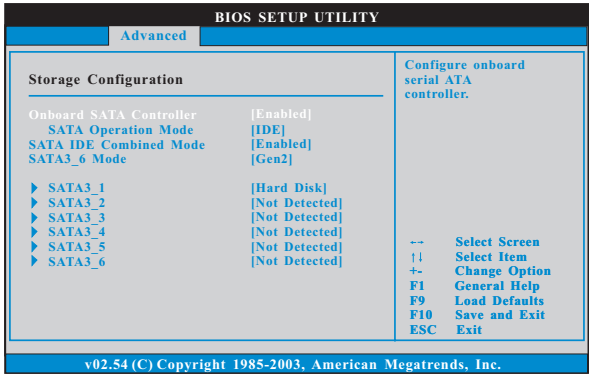 BIOS SETUP UTILITY
Advanced
Storage Configuration
Onboard SATA Controller [Enabled]
SATA Operation Mode [IDE]
SATA IDE Combined Mode [Enabled]
SATA3_6 Mode [Gen2]
SATA3_1 [Hard Disk]
SATA3_2 [Not Detected]
SATA3_3 [Not Detected]
SATA3_4 [Not Detected]
SATA3_5 [Not Detected]
SATA3_6 [Not Detected]
Configure onboard
serial ATA
controller.
←→ Select Screen
↑↓ Select Item
+- Change Option
F1 General Help
F9 Load Defaults
F10 Save and Exit
ESC Exit
v02.54 (C) Copyright 1985-2003, American Megatrends, Inc.